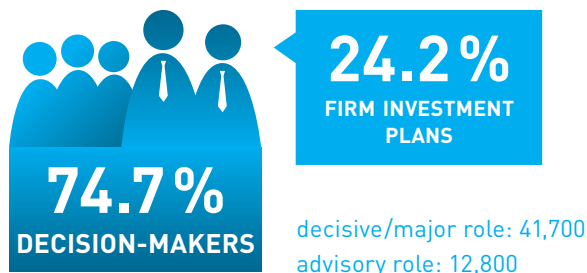 24.2%
FIRM INVESTMENT
PLANS
74.7%
DECISION-MAKERS
decisive/major role: 41,700
advisory role: 12,800